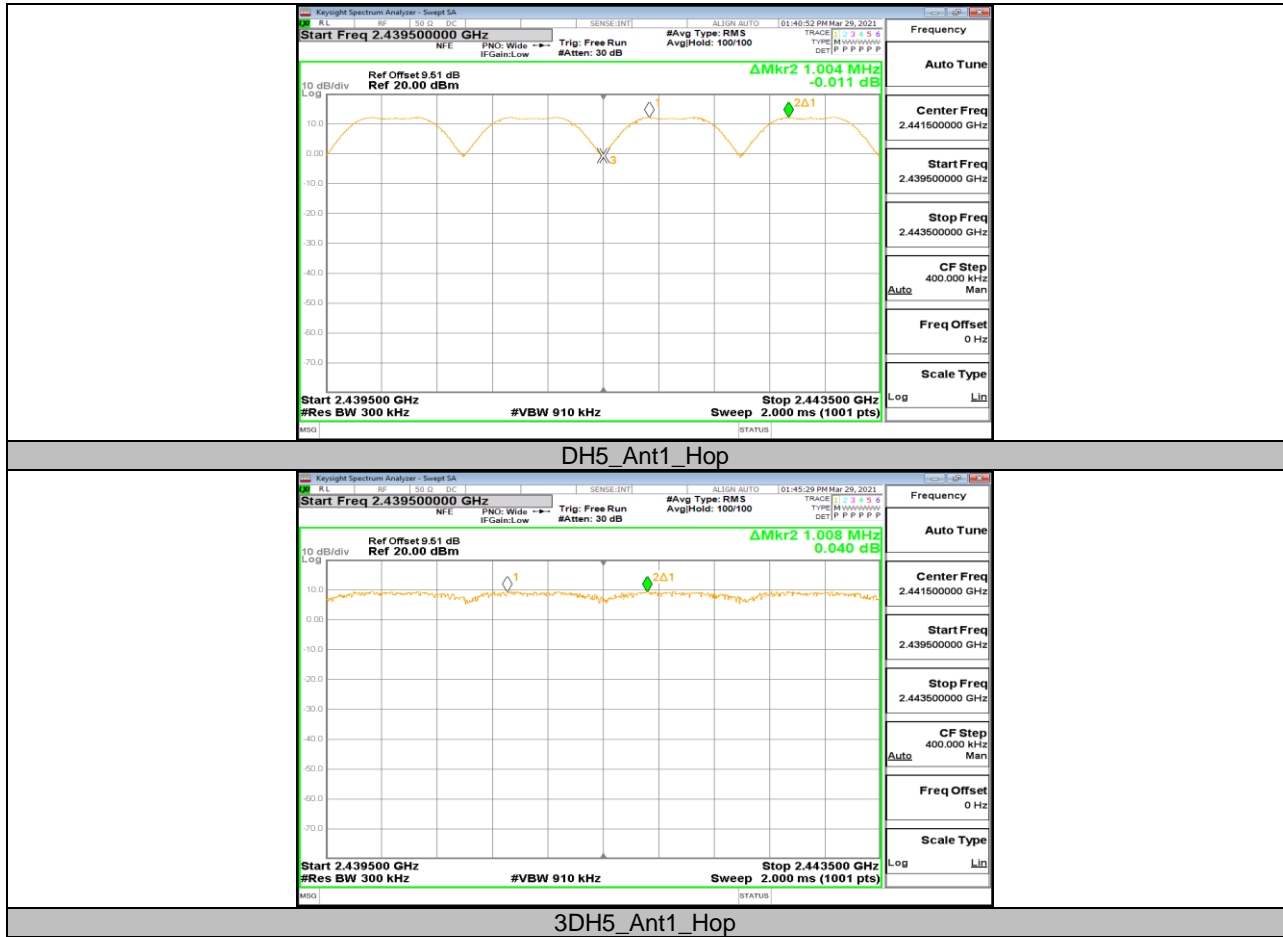 Keysight Spectrum Analyzer - Swept SA
RL RF 50 Ω DC SENSE:INT ALIGN AUTO 01:40:52 PM Mar 29, 2021
Start Freq 2.439500000 GHz #Avg Type: RMS TRACE 1 2 3 4 5 6 Frequency
NFE PNO: Wide Trig: Free Run Avg|Hold: 100/100 TYPE M WWWWW
IFGain:Low #Atten: 30 dB DET P P P P P P
Auto Tune
ΔMkr2 1.004 MHz
Ref Offset 9.51 dB -0.011 dB
10 dB/div Ref 20.00 dBm
Log
1 2Δ1
Center Freq
2.441500000 GHz
10.0
0.00
3
Start Freq
2.439500000 GHz
-10.0
-20.0
Stop Freq
2.443500000 GHz
-30.0
-40.0
CF Step
400.000 kHz
Auto Man
-50.0
-60.0
Freq Offset
0 Hz
-70.0
Scale Type
Log Lin
Start 2.439500 GHz Stop 2.443500 GHz
#Res BW 300 kHz #VBW 910 kHz Sweep 2.000 ms (1001 pts)
MSG STATUS
DH5_Ant1_Hop
Keysight Spectrum Analyzer - Swept SA
RL RF 50 Ω DC SENSE:INT ALIGN AUTO 01:45:29 PM Mar 29, 2021
Start Freq 2.439500000 GHz #Avg Type: RMS TRACE 1 2 3 4 5 6 Frequency
NFE PNO: Wide Trig: Free Run Avg|Hold: 100/100 TYPE M WWWWW
IFGain:Low #Atten: 30 dB DET P P P P P P
Auto Tune
ΔMkr2 1.008 MHz
Ref Offset 9.51 dB 0.040 dB
10 dB/div Ref 20.00 dBm
Log
1 2Δ1
Center Freq
2.441500000 GHz
10.0
0.00
Start Freq
2.439500000 GHz
-10.0
-20.0
Stop Freq
2.443500000 GHz
-30.0
-40.0
CF Step
400.000 kHz
Auto Man
-50.0
-60.0
Freq Offset
0 Hz
-70.0
Scale Type
Log Lin
Start 2.439500 GHz Stop 2.443500 GHz
#Res BW 300 kHz #VBW 910 kHz Sweep 2.000 ms (1001 pts)
MSG STATUS
3DH5_Ant1_Hop